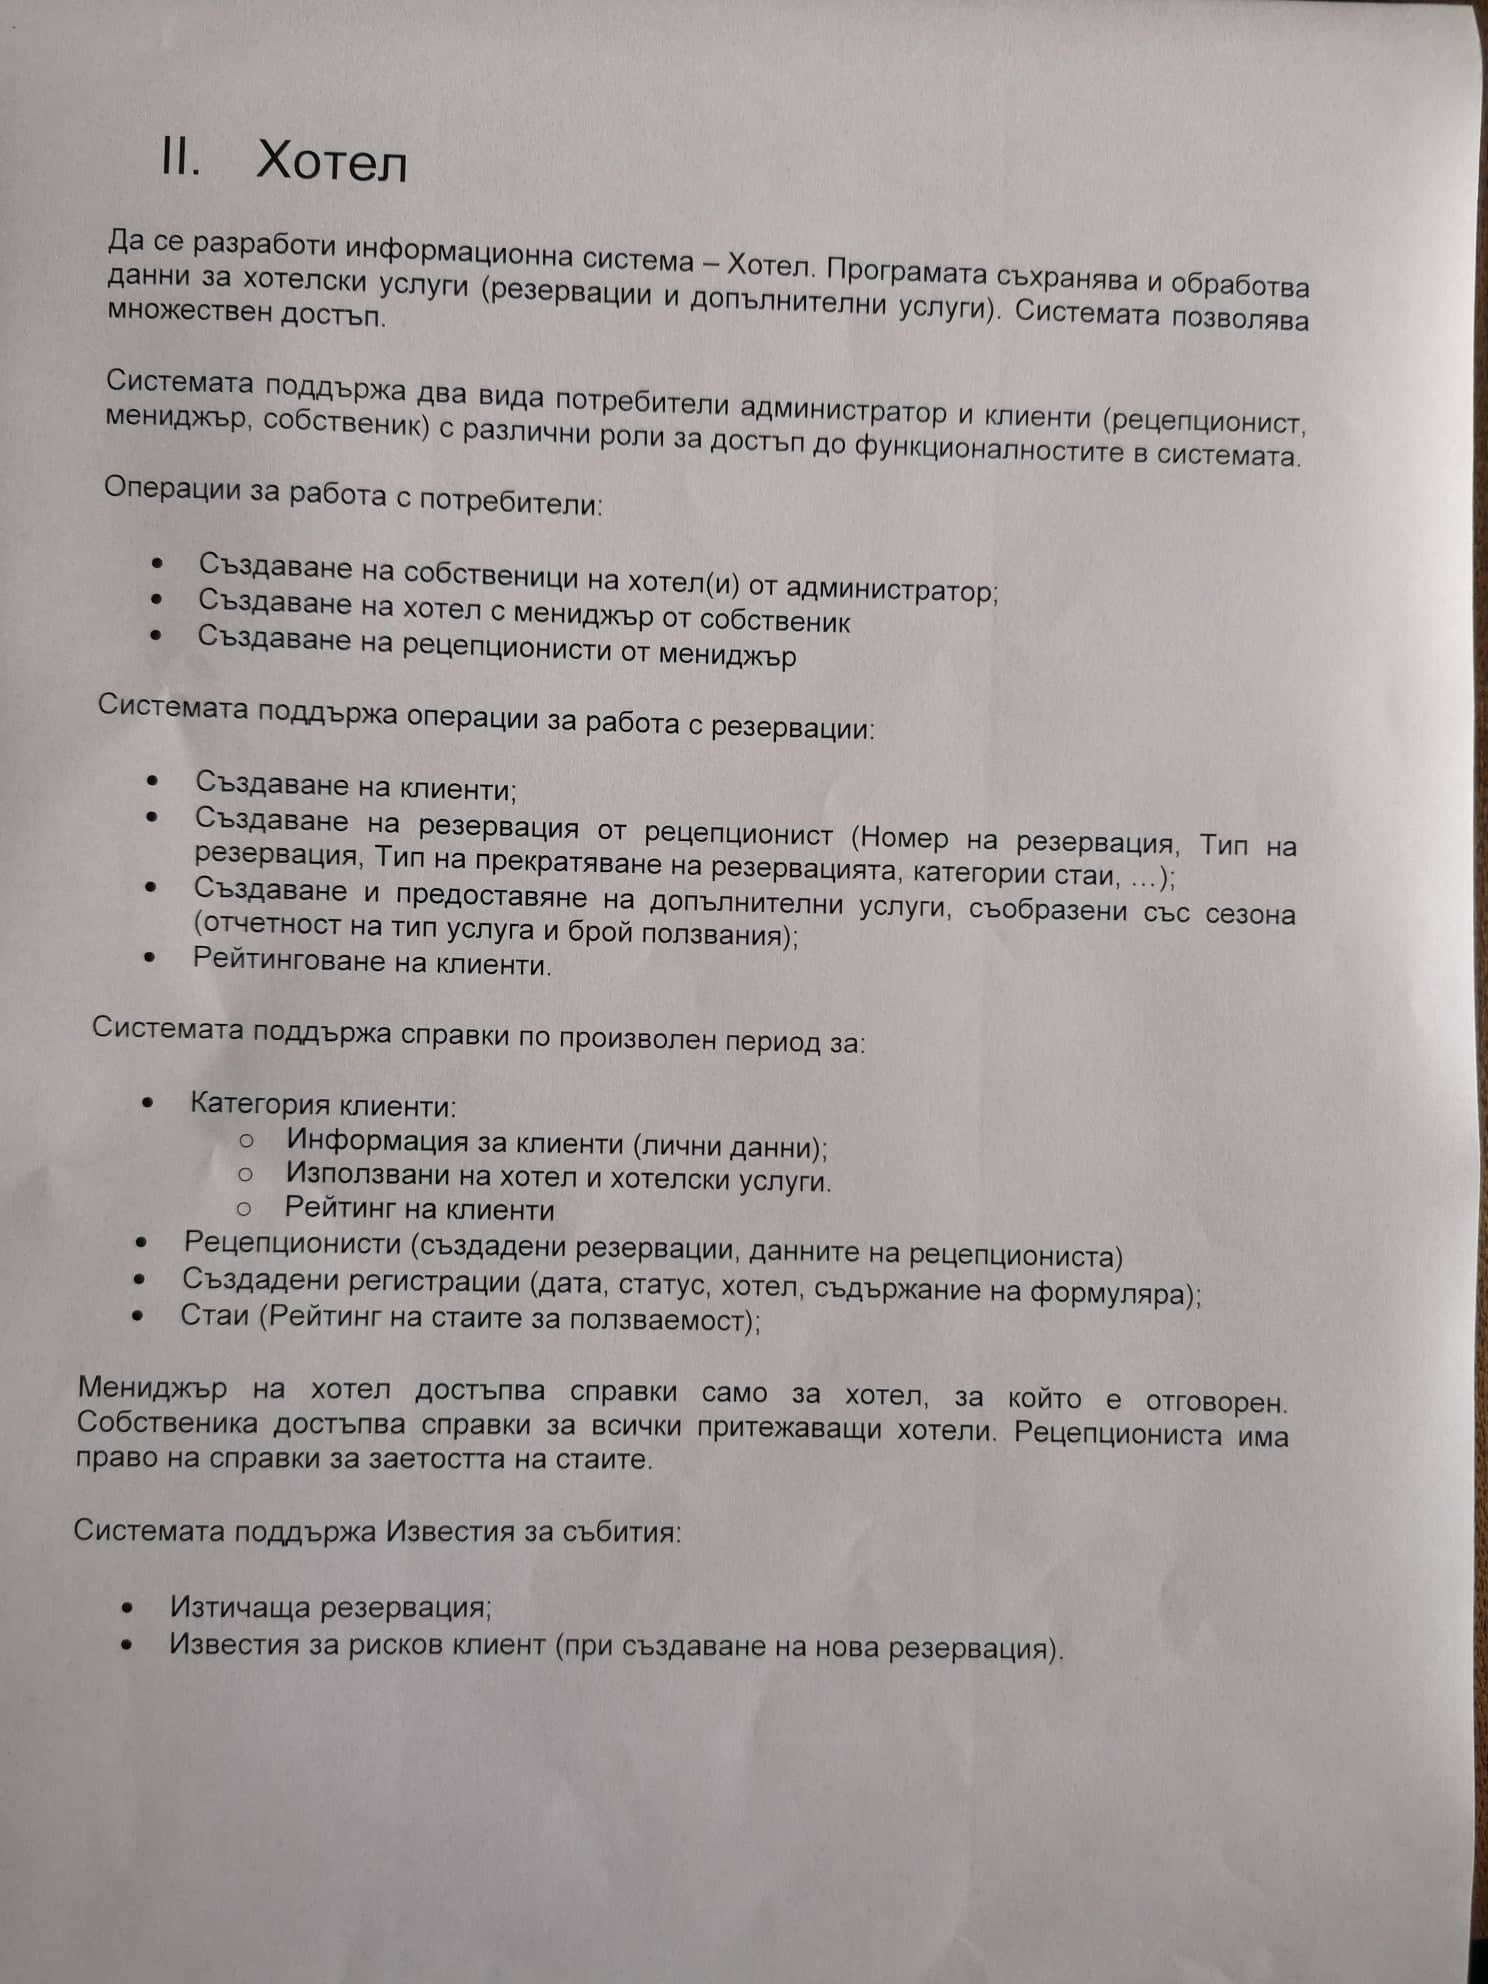 II. Хотел
Да се разработи информационна система – Хотел. Програмата съхранява и обработва
данни за хотелски услуги (резервации и допълнителни услуги). Системата позволява
множествен достъп.
Системата поддържа два вида потребители администратор и клиенти (рецепционист,
мениджър, собственик) с различни роли за достъп до функционалностите в системата.
Операции за работа с потребители:
• Създаване на собственици на хотел(и) от администратор;
• Създаване на хотел с мениджър от собственик
• Създаване на рецепционисти от мениджър
Системата поддържа операции за работа с резервации:
• Създаване на клиенти;
• Създаване на резервация от рецепционист (Номер на резервация, Тип на
резервация, Тип на прекратяване на резервацията, категории стаи, …);
• Създаване и предоставяне на допълнителни услуги, съобразени със сезона
(отчетност на тип услуга и брой ползвания);
• Рейтинговане на клиенти.
Системата поддържа справки по произволен период за:
• Категория клиенти:
○ Информация за клиенти (лични данни);
○ Използвани на хотел и хотелски услуги.
○ Рейтинг на клиенти
• Рецепционисти (създадени резервации, данните на рецепциониста)
• Създадени регистрации (дата, статус, хотел, съдържание на формуляра);
• Стаи (Рейтинг на стаите за ползваемост);
Мениджър на хотел достъпва справки само за хотел, за който е отговорен.
Собственика достъпва справки за всички притежаващи хотели. Рецепциониста има
право на справки за заетостта на стаите.
Системата поддържа Известия за събития:
• Изтичаща резервация;
• Известия за рисков клиент (при създаване на нова резервация).